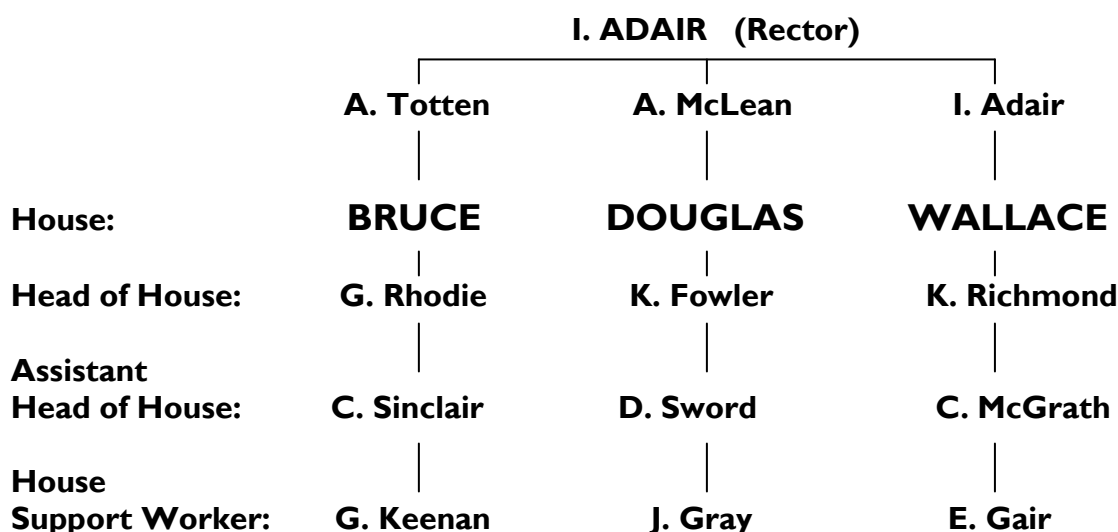 I. ADAIR (Rector)
A. Totten A. McLean I. Adair
House: BRUCE DOUGLAS WALLACE
Head of House: G. Rhodie K. Fowler K. Richmond
Assistant
Head of House: C. Sinclair D. Sword C. McGrath
House
Support Worker: G. Keenan J. Gray E. Gair